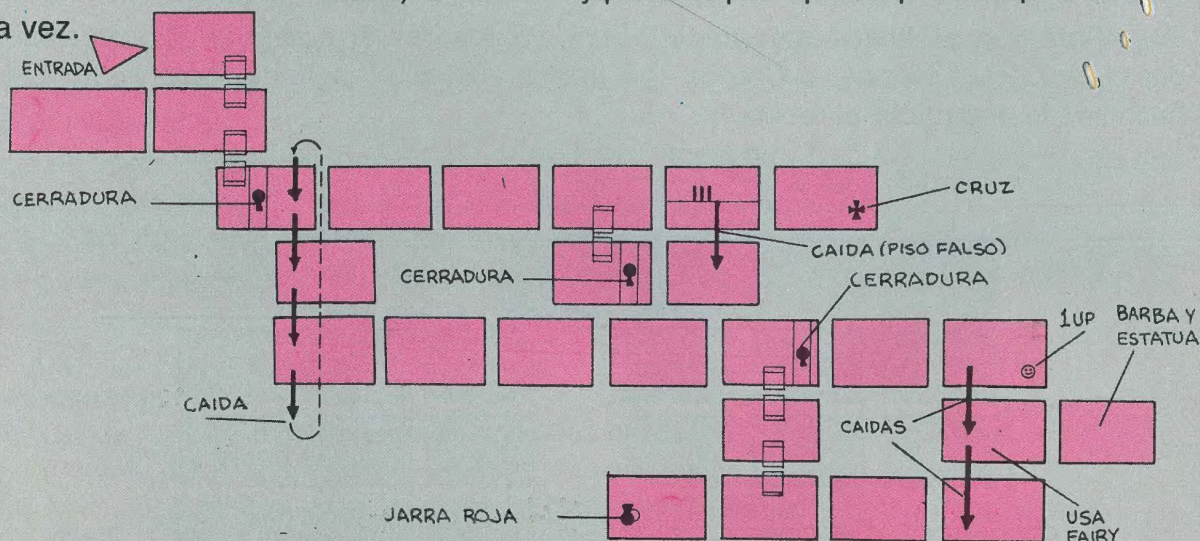 a vez.
ENTRADA
CERRADURA
CRUZ
CAIDA (PISO FALSO)
CERRADURA
CERRADURA
1UP
BARBA Y
ESTATUA
CAIDA
CAIDAS
JARRA ROJA
USA
FAIRY